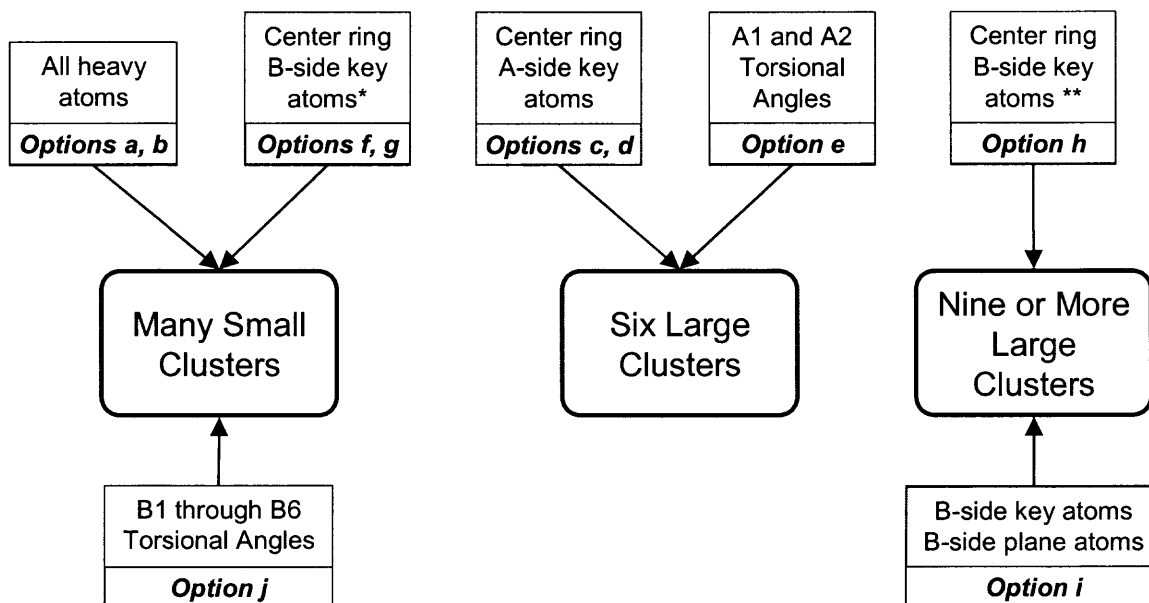 All heavy
atoms
Options a, b
Center ring
B-side key
atoms*
Options f, g
Center ring
A-side key
atoms
Options c, d
A1 and A2
Torsional
Angles
Option e
Center ring
B-side key
atoms **
Option h
Many Small
Clusters
Six Large
Clusters
Nine or More
Large
Clusters
B1 through B6
Torsional Angles
Option j
B-side key atoms
B-side plane atoms
Option i